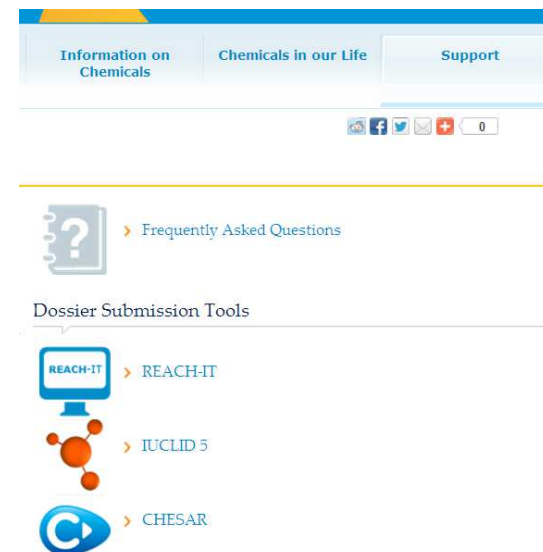 Information on
Chemicals
Chemicals in our Life
Support
0
?
Frequently Asked Questions
Dossier Submission Tools
REACH-IT
REACH-IT
IUCLID 5
CHESAR